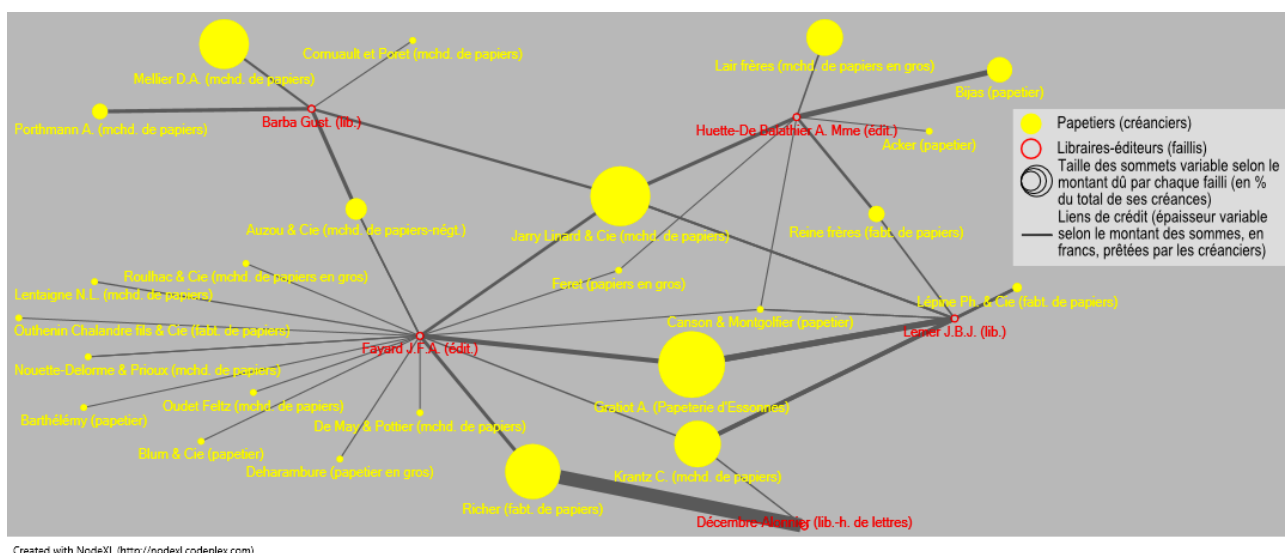 Cornuault et Poret (mchd. de papiers)
Mellier D.A. (mchd. de papiers)
Lair frères (mchd. de papiers en gros)
Bijas (papetier)
Porthmann A. (mchd. de papiers)
Barba Gust. (lib.)
Huette-De Balathier A. Mme (édit.)
Acker (papetier)
Papetiers (créanciers)
Libraires-éditeurs (faillis)
Taille des sommets variable selon le
montant dû par chaque failli (en %
du total de ses créances)
Liens de crédit (épaisseur variable
selon le montant des sommes, en
francs, prêtées par les créanciers)
Auzou & Cie (mchd. de papiers-négt.)
Jarry Linard & Cie (mchd. de papiers)
Reine frères (fabt. de papiers)
Roulhac & Cie (mchd. de papiers en gros)
Lentaigne N.L. (mchd. de papiers)
Feret (papiers en gros)
Lépine Ph. & Cie (fabt. de papiers)
Outhenin Chalandre fils & Cie (fabt. de papiers)
Canson & Montgolfier (papetier)
Lemer J.B.J. (lib.)
Fayard J.F.A. (édit.)
Nouette-Delorme & Prioux (mchd. de papiers)
Oudet Feltz (mchd. de papiers)
Gratiot A. (Papeterie d'Essonnes)
Barthélémy (papetier)
De May & Pottier (mchd. de papiers)
Blum & Cie (papetier)
Deharambure (papetier en gros)
Krantz C. (mchd. de papiers)
Richer (fabt. de papiers)
Décembre-Alonnier (lib.-h. de lettres)
Created with NodeXL (http://nodexl.codeplex.com)